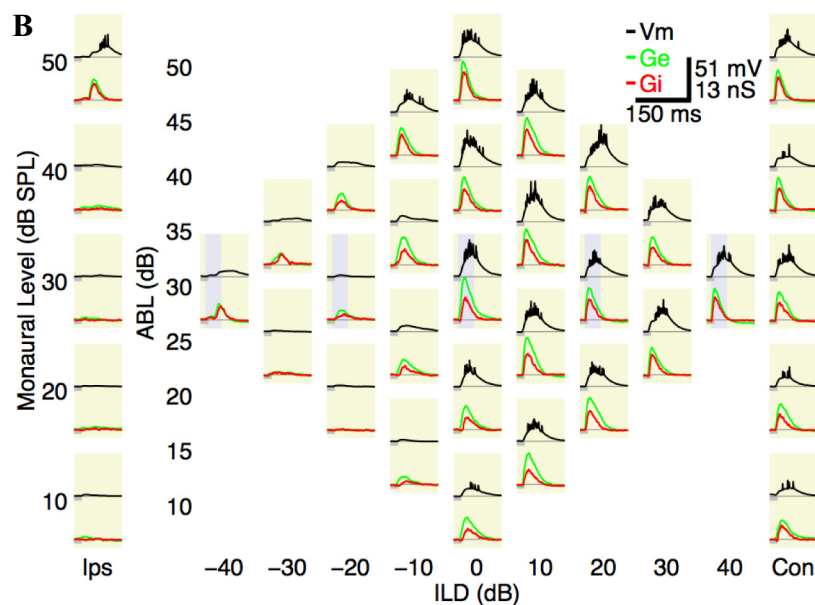 B
Vm
Ge
Gi
51 mV
13 nS
150 ms
Monaural Level (dB SPL)
50
40
30
20
10
ABL (dB)
50
45
40
35
30
25
20
15
10
Ips
−40
−30
−20
−10
0
10
20
30
40
Con
ILD (dB)